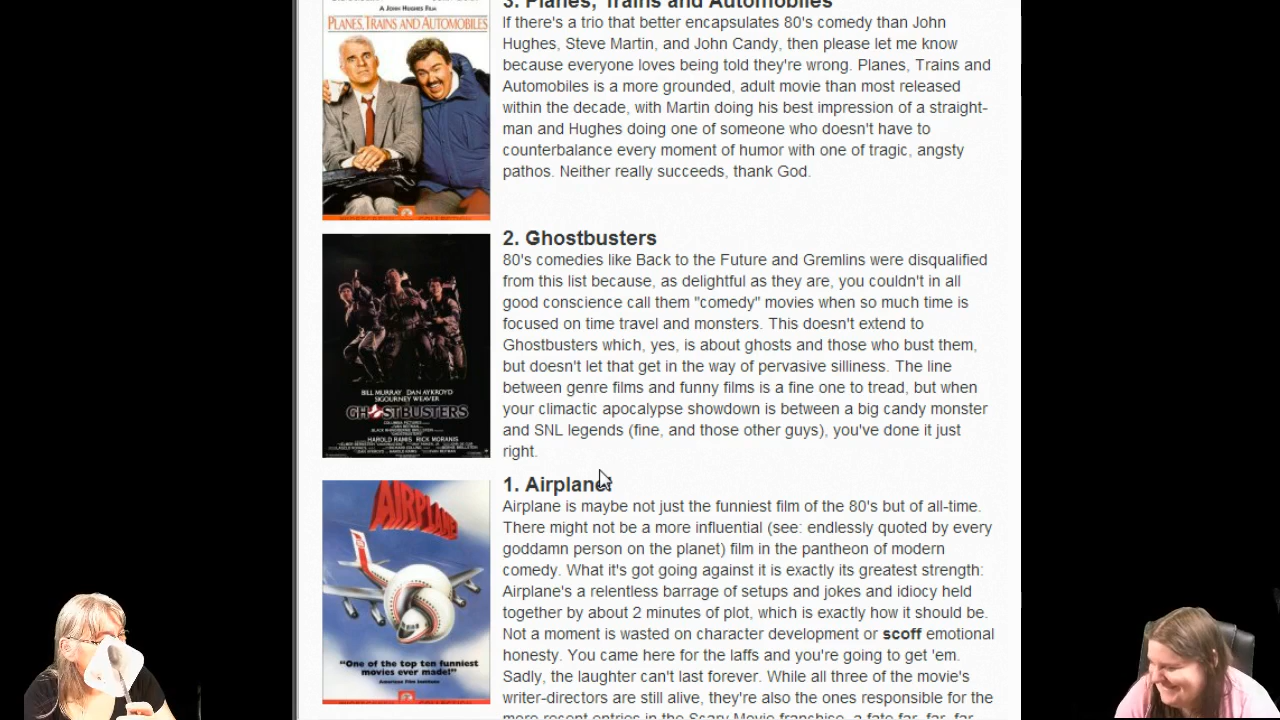 A JOHN HUGHES FILM
PLANES, TRAINS AND AUTOMOBILES
3. Planes, Trains and Automobiles
If there's a trio that better encapsulates 80's comedy than John
Hughes, Steve Martin, and John Candy, then please let me know
because everyone loves being told they're wrong. Planes, Trains and
Automobiles is a more grounded, adult movie than most released
within the decade, with Martin doing his best impression of a straight-
man and Hughes doing one of someone who doesn't have to
counterbalance every moment of humor with one of tragic, angsty
pathos. Neither really succeeds, thank God.
BILL MURRAY DAN AYKROYD
SIGOURNEY WEAVER
GHOSTBUSTERS
COLUMBIA PICTURES
HAROLD RAMIS RICK MORANIS
2. Ghostbusters
80's comedies like Back to the Future and Gremlins were disqualified
from this list because, as delightful as they are, you couldn't in all
good conscience call them "comedy" movies when so much time is
focused on time travel and monsters. This doesn't extend to
Ghostbusters which, yes, is about ghosts and those who bust them,
but doesn't let that get in the way of pervasive silliness. The line
between genre films and funny films is a fine one to tread, but when
your climactic apocalypse showdown is between a big candy monster
and SNL legends (fine and those other guys), you've done it just
right.
AIRPLANE!
"One of the top ten funniest
movies ever made!"
American Film Institute
1. Airplane
Airplane is maybe not just the funniest film of the 80's but of all-time.
There might not be a more influential (see: endlessly quoted by every
goddamn person on the planet) film in the pantheon of modern
comedy. What it's got going against it is exactly its greatest strength:
Airplane's a relentless barrage of setups and jokes and idiocy held
together by about 2 minutes of plot, which is exactly how it should be.
Not a moment is wasted on character development or scoff emotional
honesty. You came here for the laffs and you're going to get 'em.
Sadly, the laughter can't last forever. While all three of the movie's
writer-directors are still alive, they're also the ones responsible for the
more recent entries in the Scary Movie franchise, a fate far, far, far